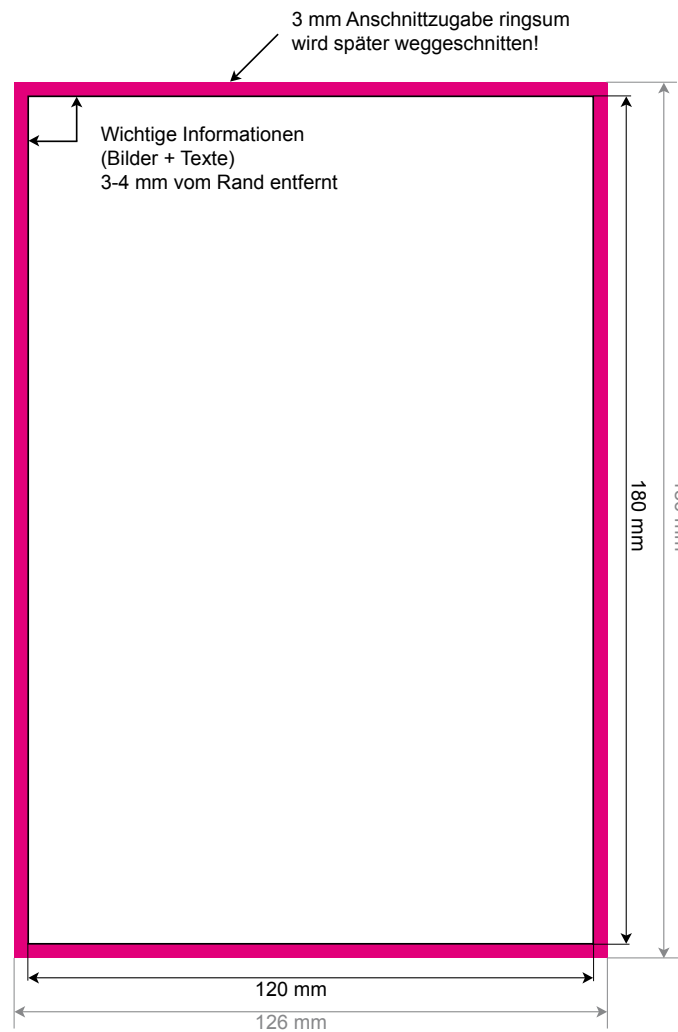 3 mm Anschnittzugabe ringsum
wird später weggeschnitten!
Wichtige Informationen
(Bilder + Texte)
3-4 mm vom Rand entfernt
180 mm
120 mm
126 mm